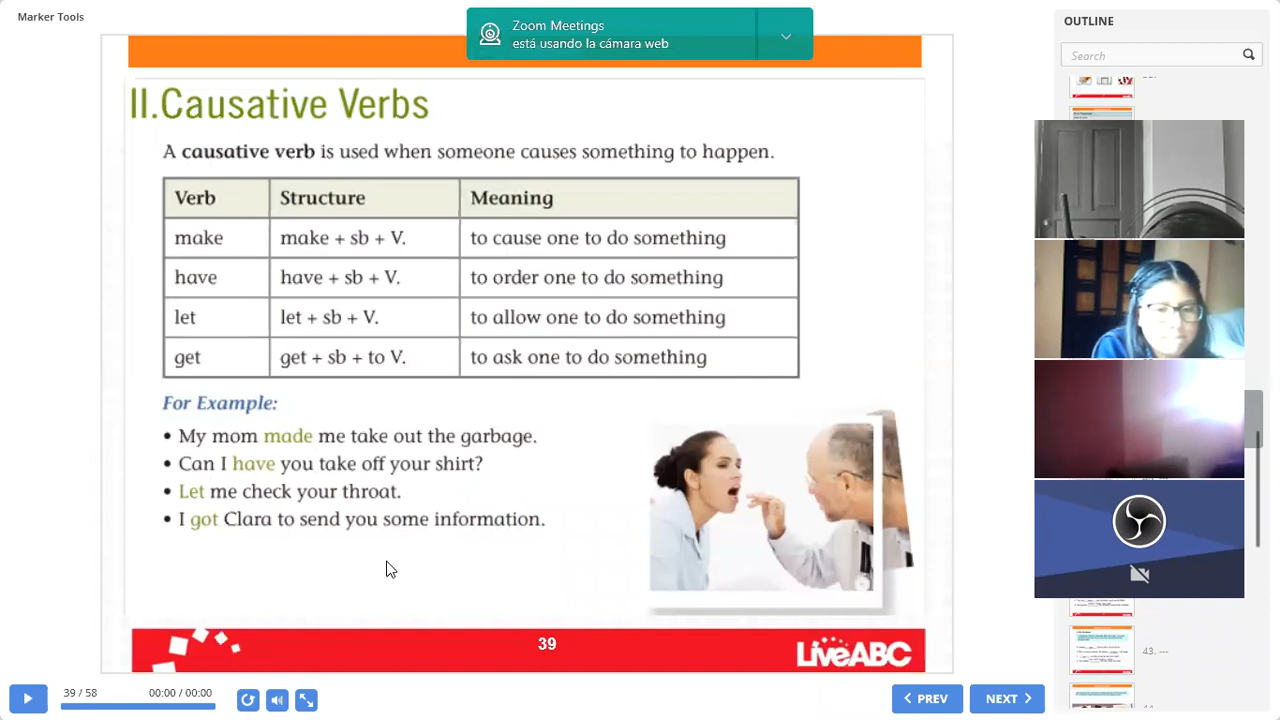 Marker Tools
Zoom Meetings
está usando la cámara web
OUTLINE
Search
II.Causative Verbs
A causative verb is used when someone causes something to happen.
Verb Structure Meaning
make make + sb + V. to cause one to do something
have have + sb + V. to order one to do something
let let + sb + V. to allow one to do something
get get + sb + to V. to ask one to do something
For Example:
• My mom made me take out the garbage.
• Can I have you take off your shirt?
• Let me check your throat.
• I got Clara to send you some information.
39
LiveABC
43. ...
39 / 58
00:00 / 00:00
PREV
NEXT